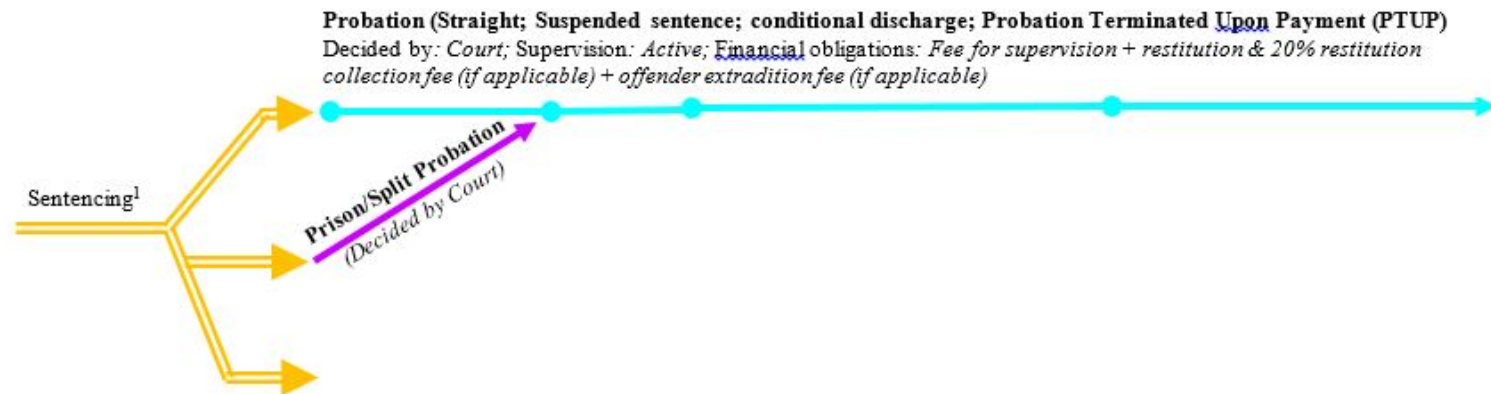 Probation (Straight; Suspended sentence; conditional discharge; Probation Terminated Upon Payment (PTUP)
Decided by: Court; Supervision: Active; Financial obligations: Fee for supervision + restitution & 20% restitution
collection fee (if applicable) + offender extradition fee (if applicable)
Prison/Split Probation
(Decided by Court)
Sentencing¹